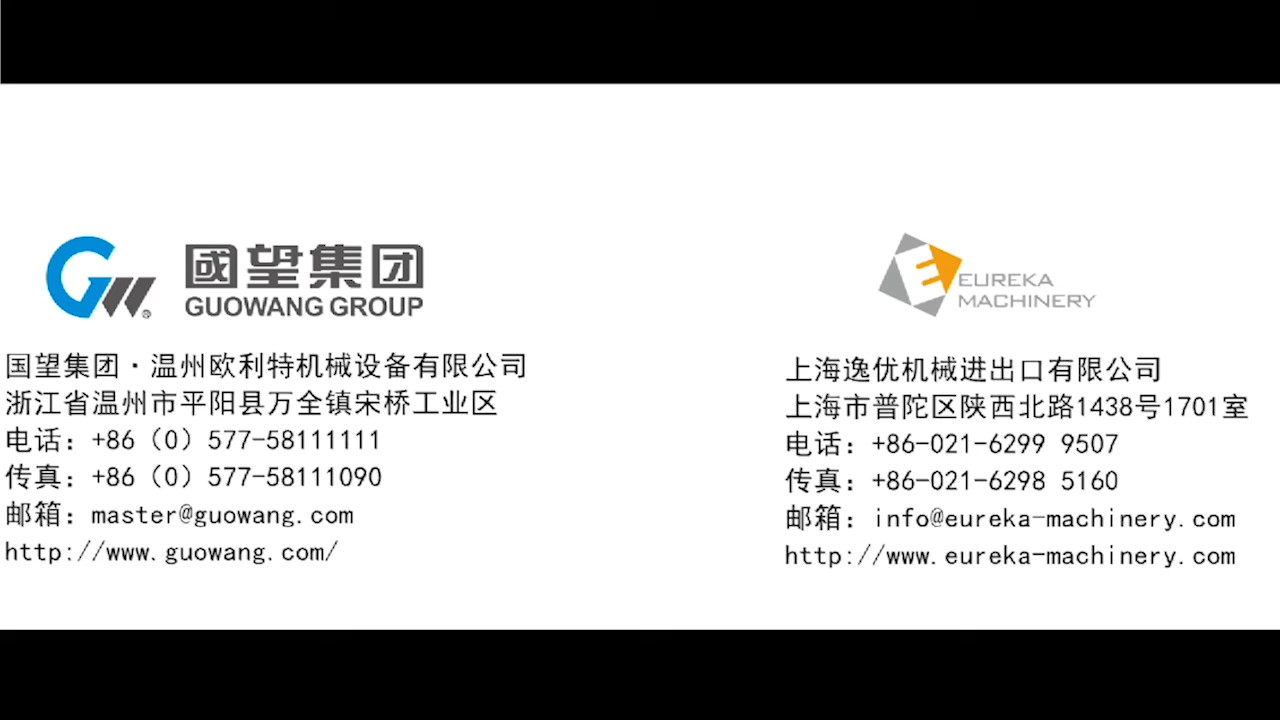 國望集团
GUOWANG GROUP
国望集团·温州欧利特机械设备有限公司
浙江省温州市平阳县万全镇宋桥工业区
电话：+86（0）577-58111111
传真：+86（0）577-58111090
邮箱：master@guowang.com
http://www.guowang.com/
EUREKA
MACHINERY
上海逸优机械进出口有限公司
上海市普陀区陕西北路1438号1701室
电话：+86-021-6299 9507
传真：+86-021-6298 5160
邮箱：info@eureka-machinery.com
http://www.eureka-machinery.com